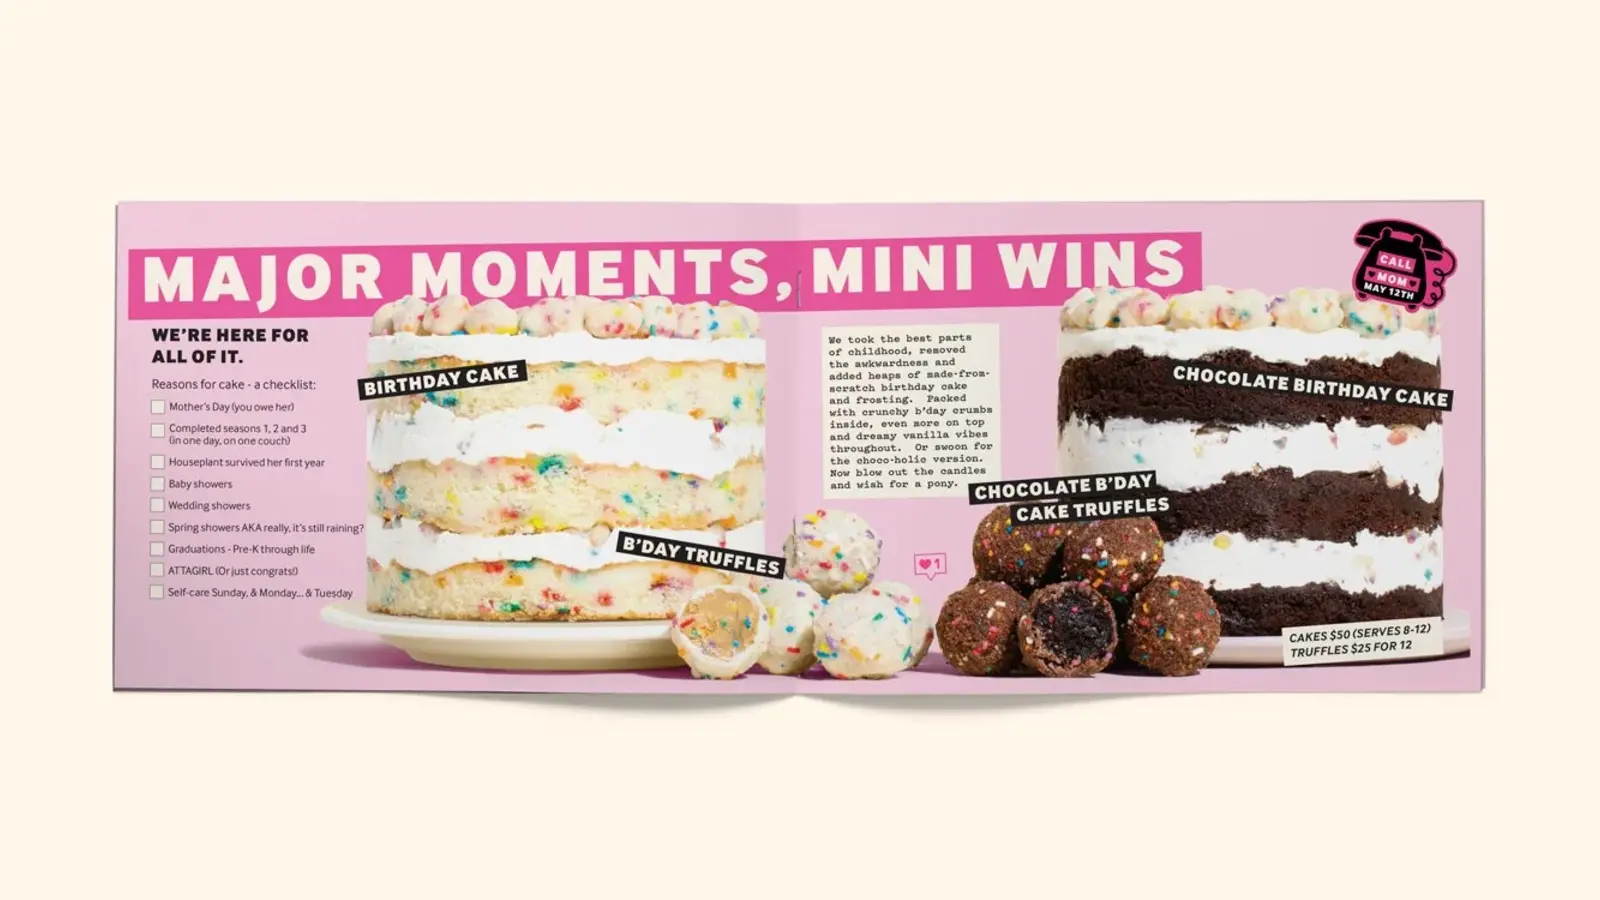 MAJOR MOMENTS, MINI WINS
WE'RE HERE FOR
ALL OF IT.
Reasons for cake - a checklist:
Mother's Day (you owe her)
Completed seasons 1, 2 and 3
(in one day, on one couch)
Houseplant survived her first year
Baby showers
Wedding showers
Spring showers AKA really, it's still raining?
Graduations - Pre-K through life
ATTAGIRL (Or just congrats!)
Self-care Sunday, & Monday... & Tuesday
BIRTHDAY CAKE
B'DAY TRUFFLES
We took the best parts
of childhood, removed
the awkwardness and
added heaps of made-from-
scratch birthday cake
and frosting. Packed
with crunchy b'day crumbs
inside, even more on top
and dreamy vanilla vibes
throughout. Or swoon for
the choco-holic version.
Now blow out the candles
and wish for a pony.
1
CHOCOLATE B'DAY
CAKE TRUFFLES
CHOCOLATE BIRTHDAY CAKE
CALL
MOM
MAY 12TH
CAKES $50 (SERVES 8-12)
TRUFFLES $25 FOR 12